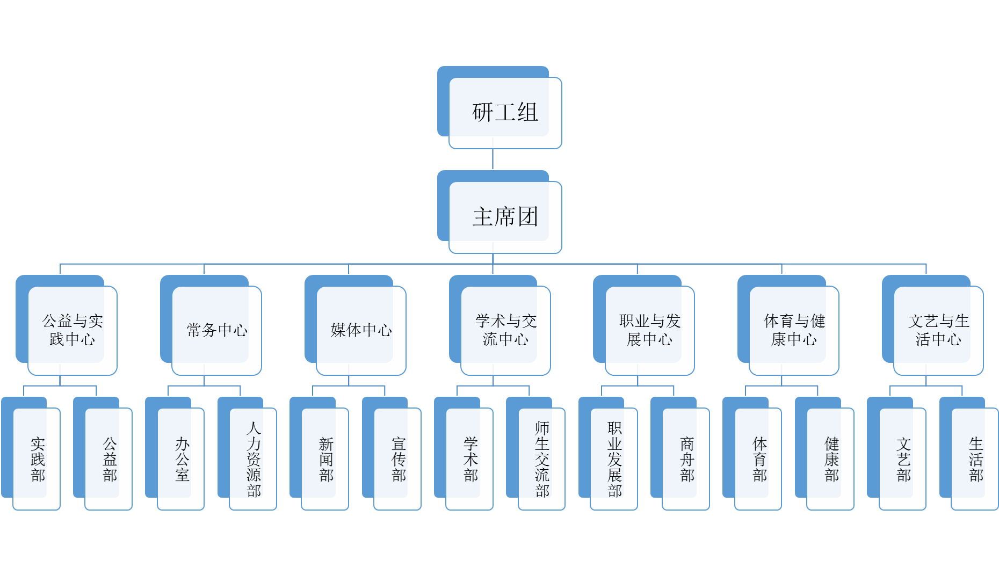 研工组
主席团
公益与实
践中心
常务中心
媒体中心
学术与交
流中心
职业与发
展中心
体育与健
康中心
文艺与生
活中心
实践部
公益部
办公室
人力资源部
新闻部
宣传部
学术部
师生交流部
职业发展部
商舟部
体育部
健康部
文艺部
生活部